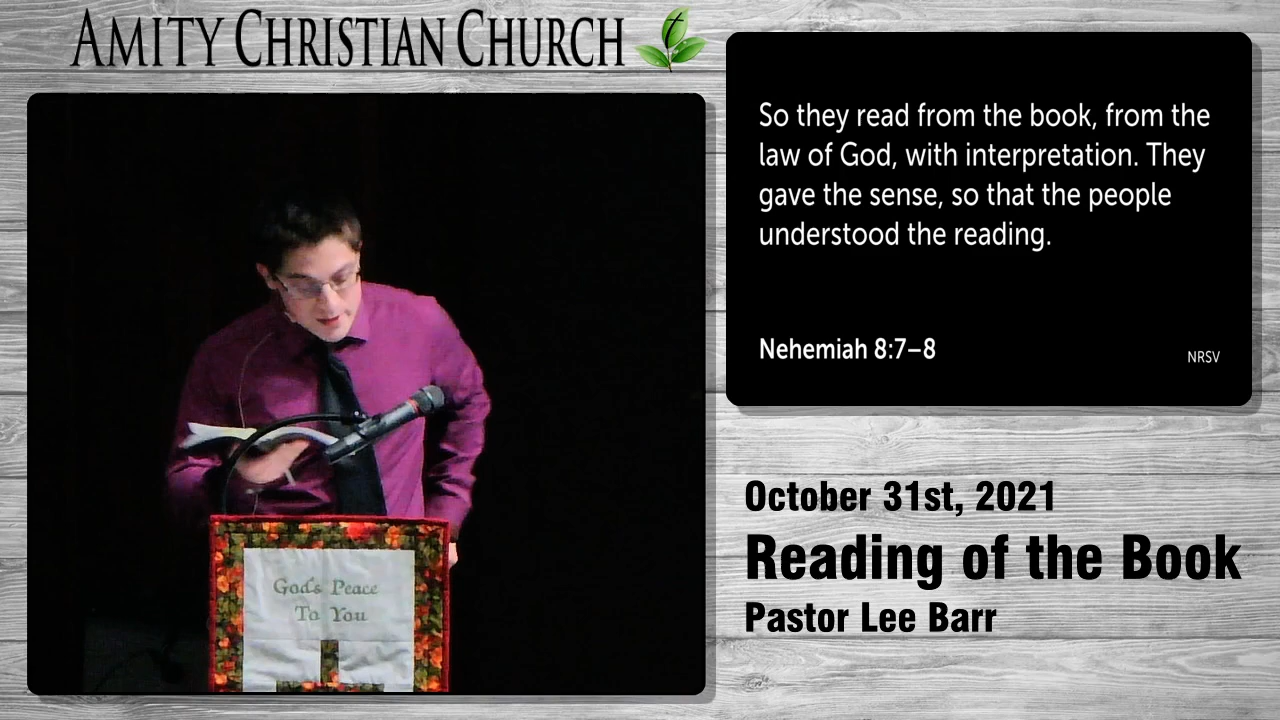 AMITY CHRISTIAN CHURCH
So they read from the book, from the
law of God, with interpretation. They
gave the sense, so that the people
understood the reading.
Nehemiah 8:7–8
NRSV
God's Peace
To You
October 31st, 2021
Reading of the Book
Pastor Lee Barr